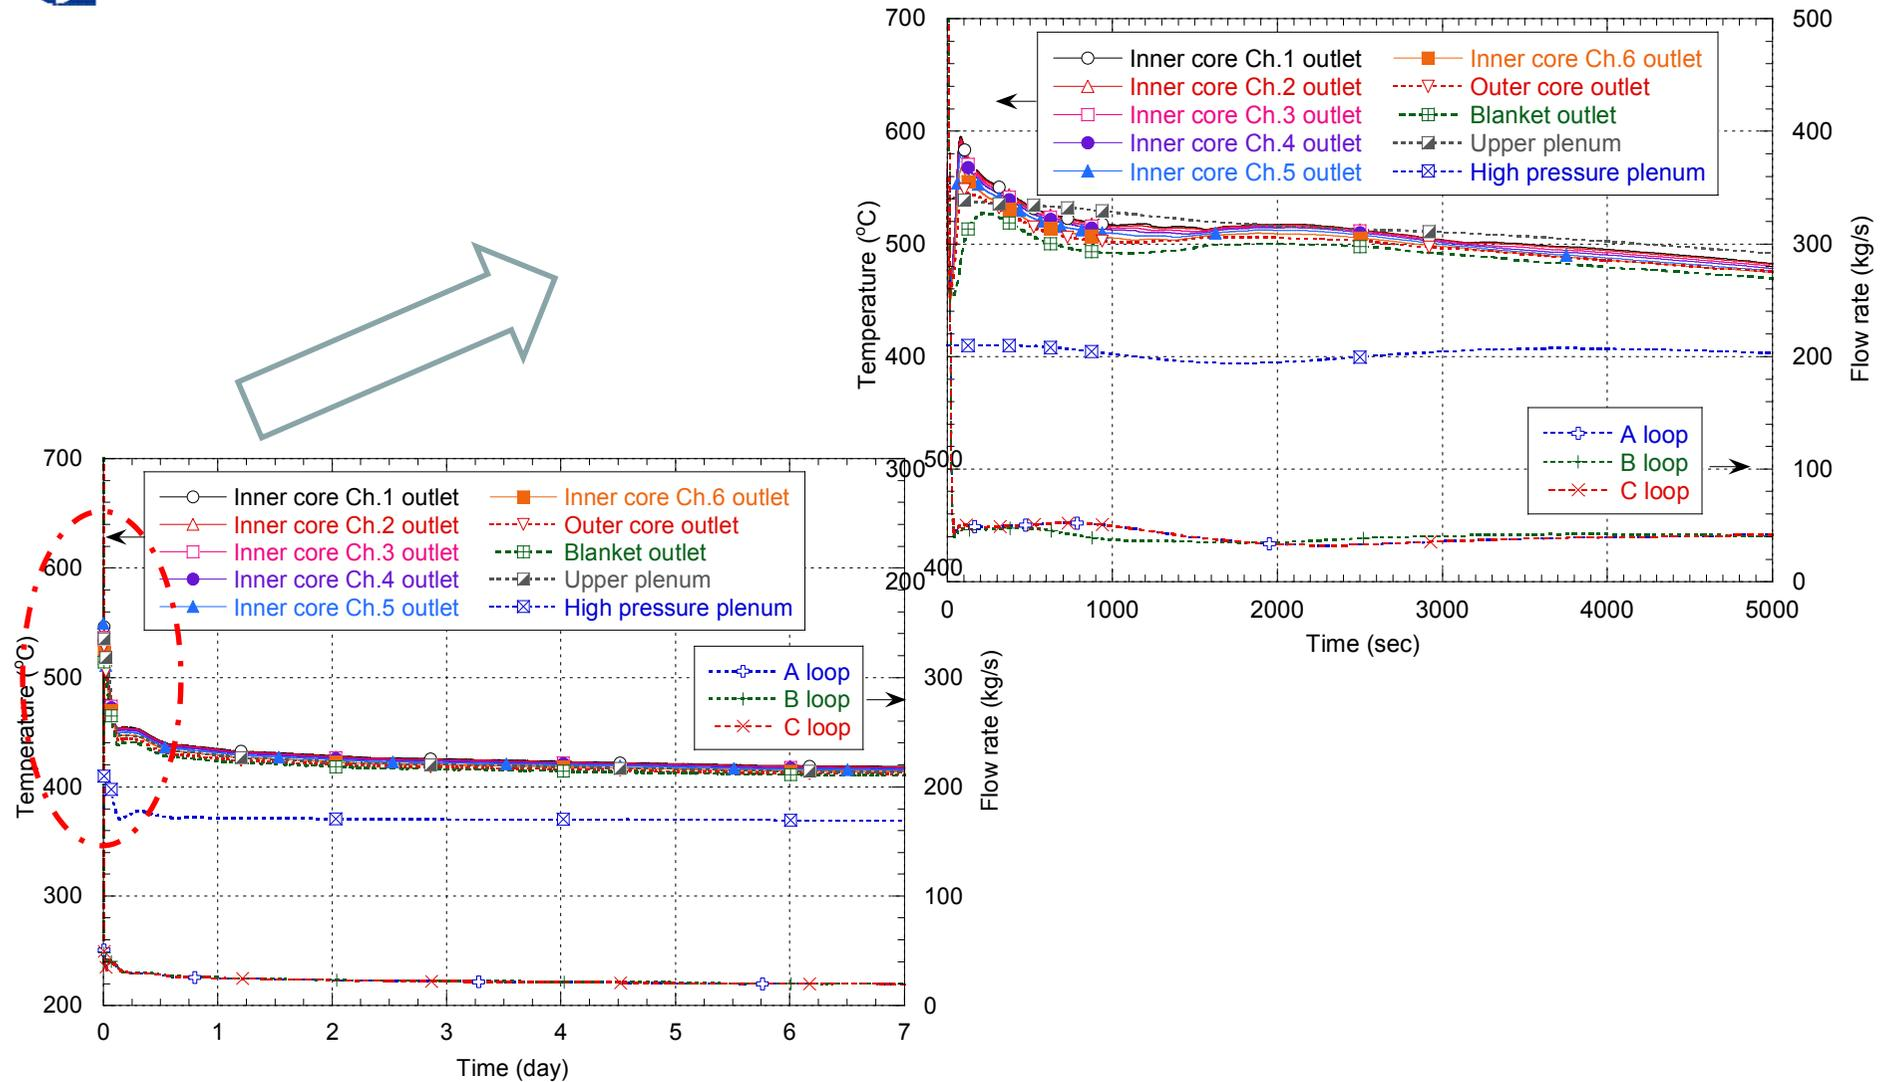 700
600
500
400
300
200
Temperature (°C)
500
400
300
200
100
0
Flow rate (kg/s)
Inner core Ch.1 outlet
Inner core Ch.2 outlet
Inner core Ch.3 outlet
Inner core Ch.4 outlet
Inner core Ch.5 outlet
Inner core Ch.6 outlet
Outer core outlet
Blanket outlet
Upper plenum
High pressure plenum
A loop
B loop
C loop
0 1000 2000 3000 4000 5000
Time (sec)
700
600
500
400
300
200
Temperature (°C)
500
400
300
200
100
0
Flow rate (kg/s)
Inner core Ch.1 outlet
Inner core Ch.2 outlet
Inner core Ch.3 outlet
Inner core Ch.4 outlet
Inner core Ch.5 outlet
Inner core Ch.6 outlet
Outer core outlet
Blanket outlet
Upper plenum
High pressure plenum
A loop
B loop
C loop
0 1 2 3 4 5 6 7
Time (day)